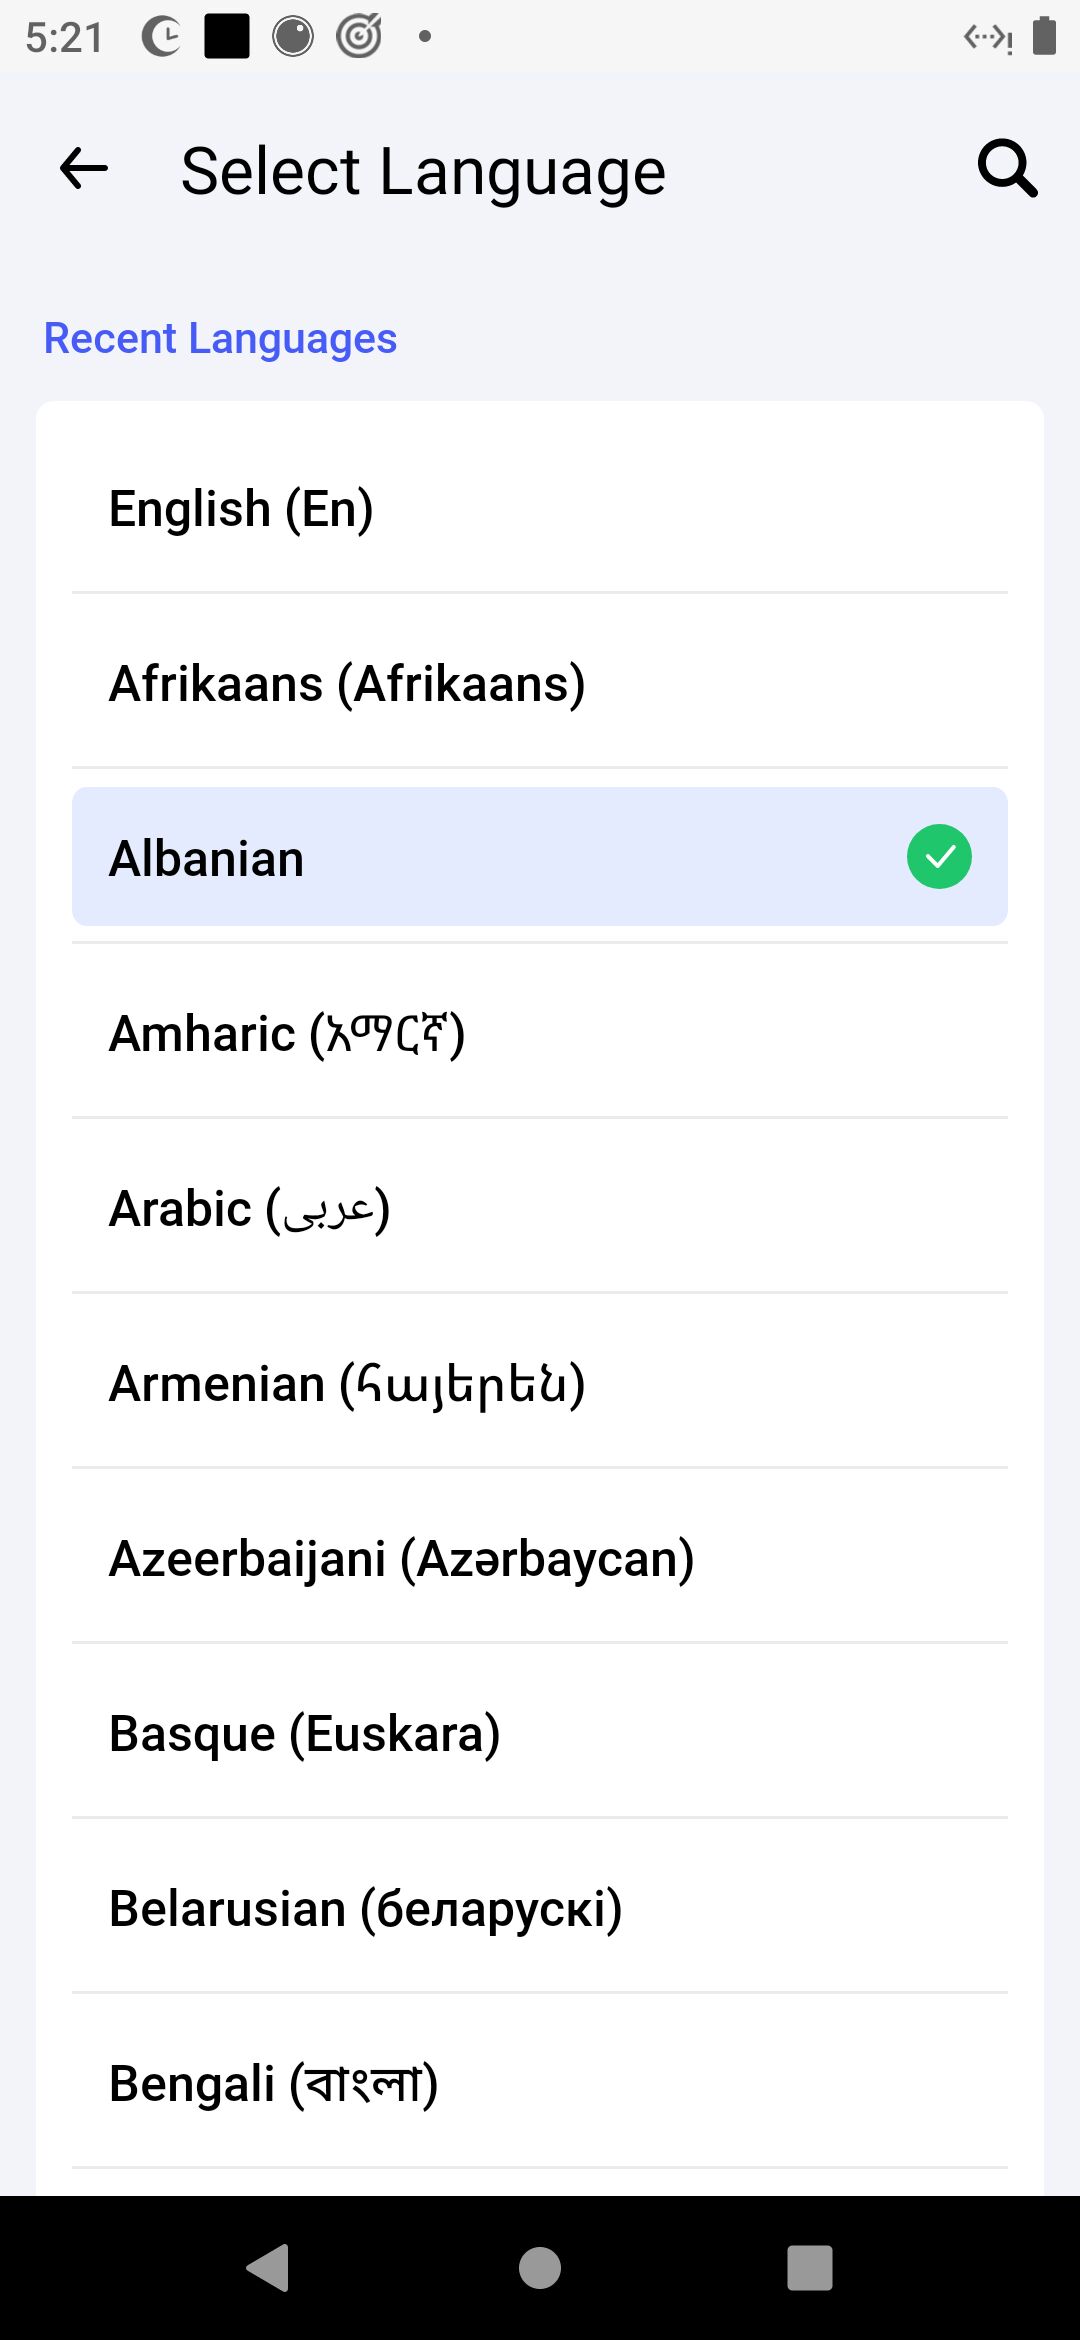 5:21
Select Language
Recent Languages
English (En)
Afrikaans (Afrikaans)
Albanian
Amharic (አማርኛ)
Arabic (عربى)
Armenian (հայերեն)
Azeerbaijani (Azərbaycan)
Basque (Euskara)
Belarusian (беларускі)
Bengali (বাংলা)